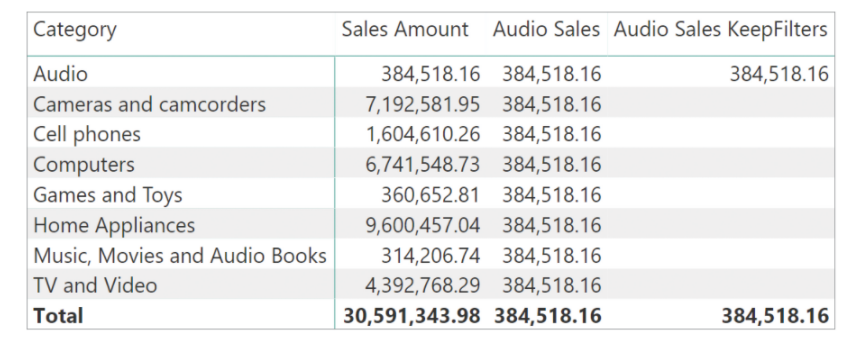 Category Sales Amount Audio Sales Audio Sales KeepFilters
Audio 384,518.16 384,518.16 384,518.16
Cameras and camcorders 7,192,581.95 384,518.16
Cell phones 1,604,610.26 384,518.16
Computers 6,741,548.73 384,518.16
Games and Toys 360,652.81 384,518.16
Home Appliances 9,600,457.04 384,518.16
Music, Movies and Audio Books 314,206.74 384,518.16
TV and Video 4,392,768.29 384,518.16
Total 30,591,343.98 384,518.16 384,518.16